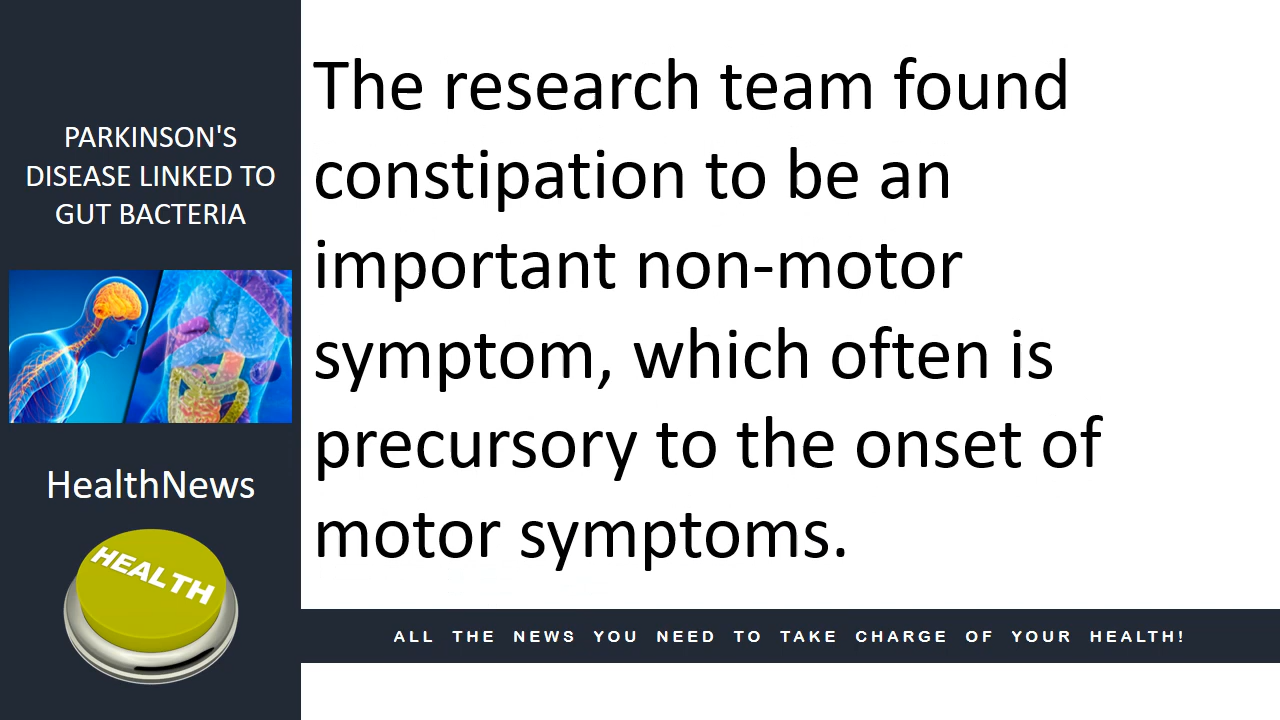 PARKINSON'S
DISEASE LINKED TO
GUT BACTERIA
HealthNews
HEALTH
The research team found
constipation to be an
important non-motor
symptom, which often is
precursory to the onset of
motor symptoms.
ALL THE NEWS YOU NEED TO TAKE CHARGE OF YOUR HEALTH!